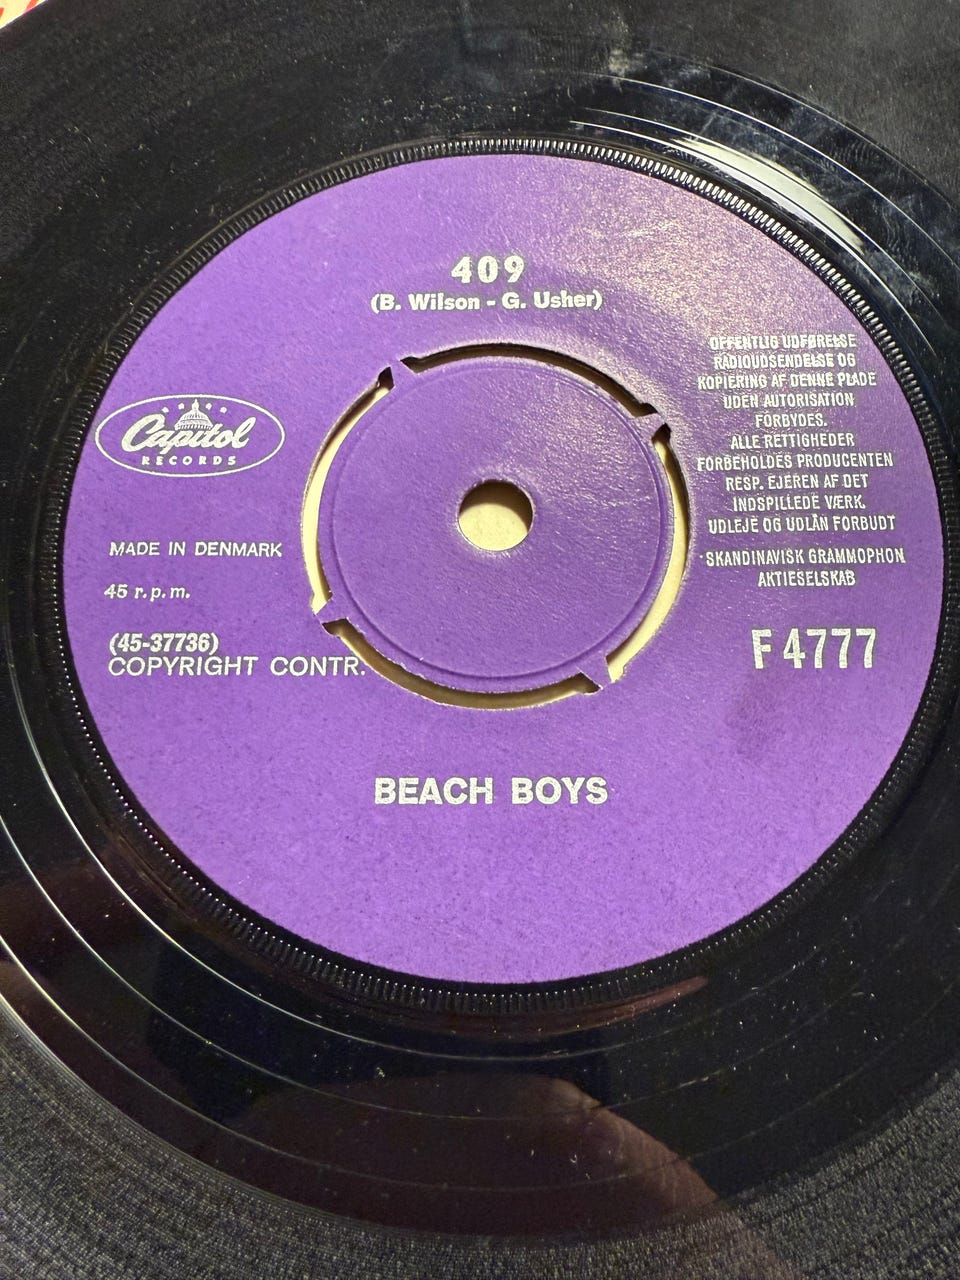 409
(B. Wilson - G. Usher)
Capitol
RECORDS
MADE IN DENMARK
45 r.p.m.
(45-37736)
COPYRIGHT CONTR.
OFFENTLIG UDFØRELSE
RADIOUDSENDELSE OG
KOPIERING AF DENNE PLADE
UDEN AUTORISATION
FORBYDES.
ALLE RETTIGHEDER
FORBEHOLDES PRODUCENTEN
RESP. EJEREN AF DET
INDSPILLEDE VÆRK.
UDLEJE OG UDLÅN FORBUDT
SKANDINAVISK GRAMMOPHON
AKTIESELSKAB
F 4777
BEACH BOYS